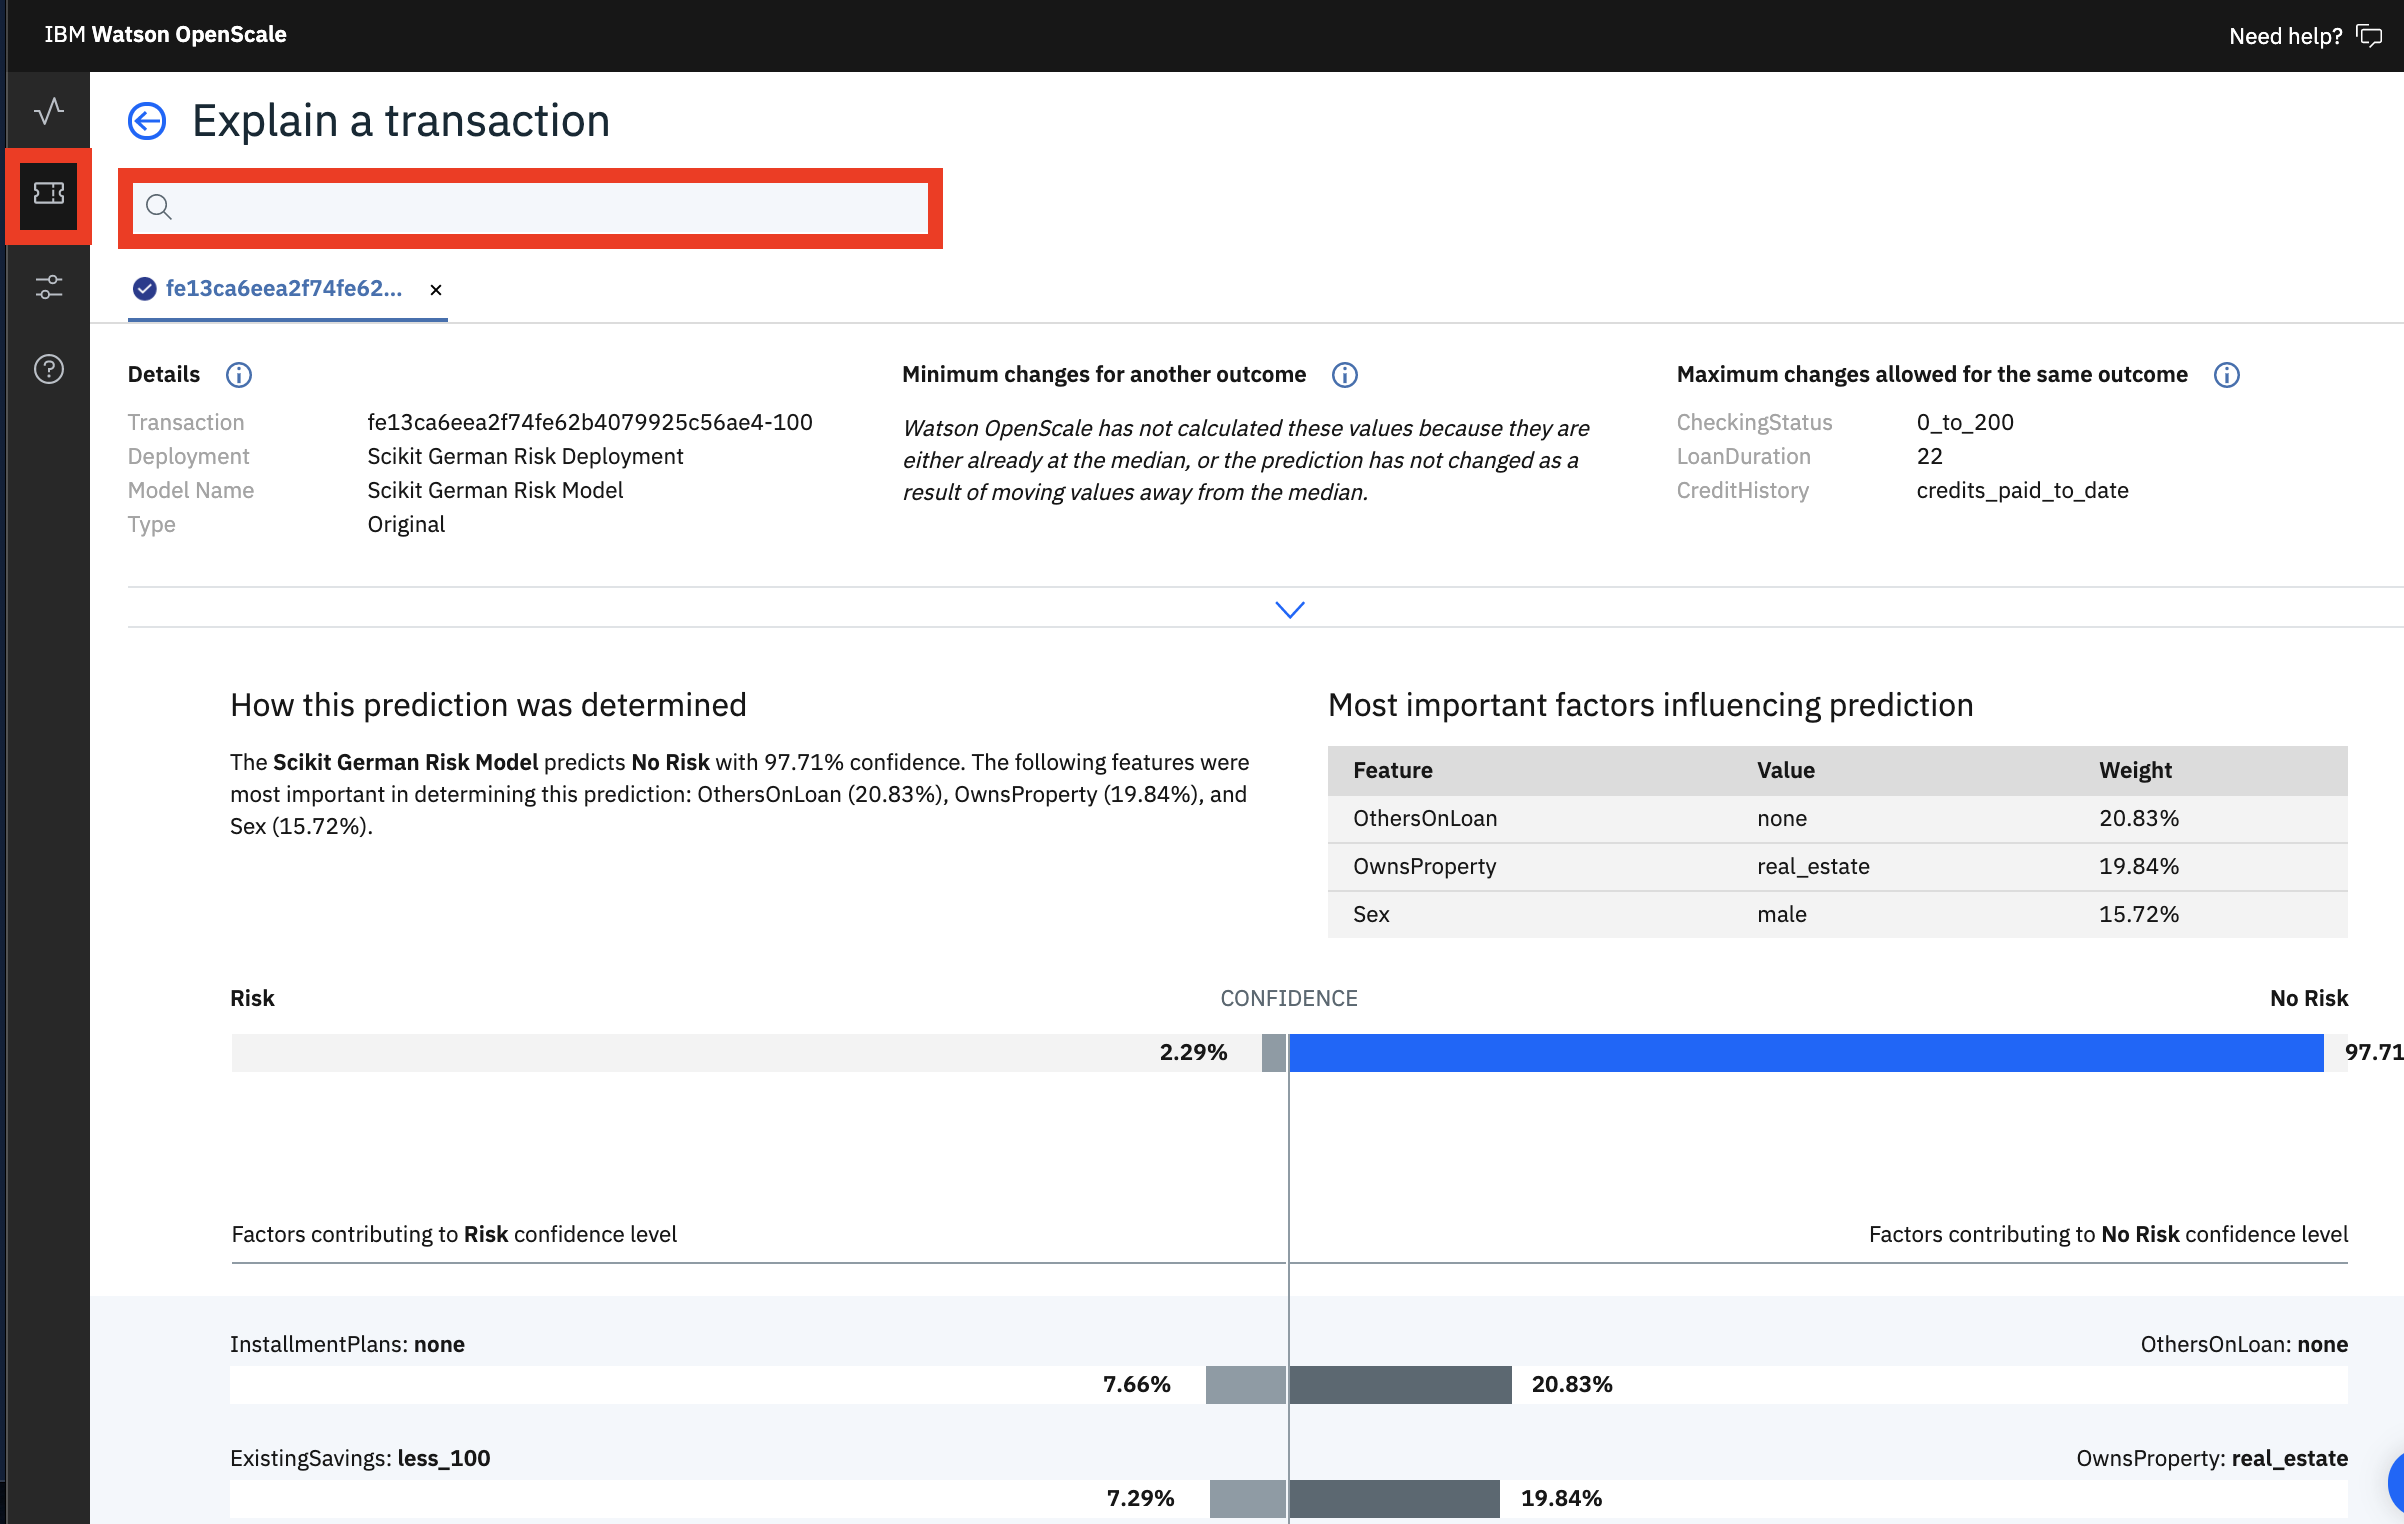 IBM Watson OpenScale
Need help?
Explain a transaction
fe13ca6eea2f74fe62...
Details
Transaction fe13ca6eea2f74fe62b4079925c56ae4-100
Deployment Scikit German Risk Deployment
Model Name Scikit German Risk Model
Type Original
Minimum changes for another outcome
Watson OpenScale has not calculated these values because they are
either already at the median, or the prediction has not changed as a
result of moving values away from the median.
Maximum changes allowed for the same outcome
CheckingStatus 0_to_200
LoanDuration 22
CreditHistory credits_paid_to_date
How this prediction was determined
The Scikit German Risk Model predicts No Risk with 97.71% confidence. The following features were
most important in determining this prediction: OthersOnLoan (20.83%), OwnsProperty (19.84%), and
Sex (15.72%).
Most important factors influencing prediction
Feature Value Weight
OthersOnLoan none 20.83%
OwnsProperty real_estate 19.84%
Sex male 15.72%
Risk CONFIDENCE No Risk
2.29% 97.71
Factors contributing to Risk confidence level
Factors contributing to No Risk confidence level
InstallmentPlans: none OthersOnLoan: none
7.66% 20.83%
ExistingSavings: less_100 OwnsProperty: real_estate
7.29% 19.84%